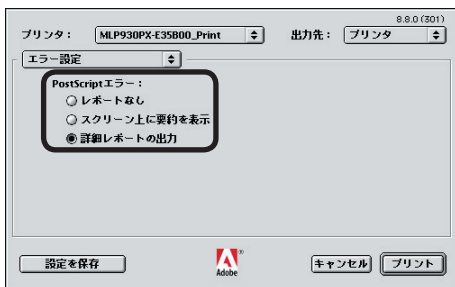 8.8.0 (301)
プリンタ： MLP930PX-E35B00_Print 出力先： プリンタ
エラー設定
PostScriptエラー：
レポートなし
スクリーン上に要約を表示
詳細レポートの出力
設定を保存 Adobe キャンセル プリント